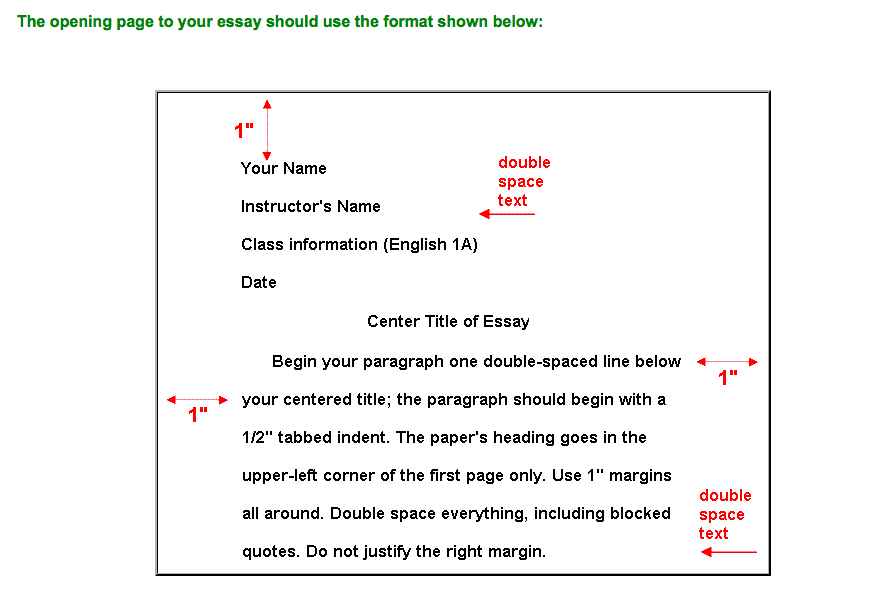 The opening page to your essay should use the format shown below:
1"
Your Name
double
space
text
Instructor's Name
Class information (English 1A)
Date
Center Title of Essay
Begin your paragraph one double-spaced line below
1"
your centered title; the paragraph should begin with a
1"
1/2" tabbed indent. The paper's heading goes in the
upper-left corner of the first page only. Use 1" margins
all around. Double space everything, including blocked
quotes. Do not justify the right margin.
double
space
text